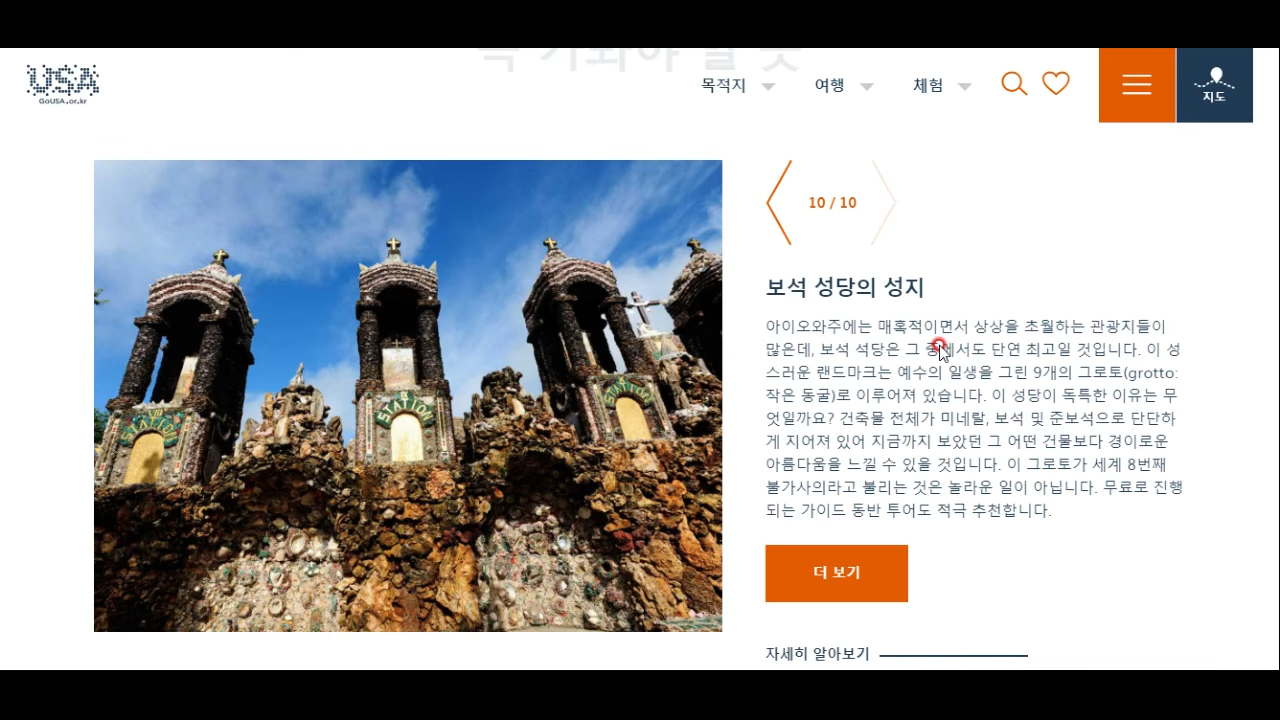 꼭 가봐야 할 곳
USA
GoUSA.or.kr
목적지
여행
체험
지도
10 / 10
보석 성당의 성지
아이오와주에는 매혹적이면서 상상을 초월하는 관광지들이
많은데, 보석 석당은 그 중에서도 단연 최고일 것입니다. 이 성
스러운 랜드마크는 예수의 일생을 그린 9개의 그로토(grotto:
작은 동굴)로 이루어져 있습니다. 이 성당이 독특한 이유는 무
엇일까요? 건축물 전체가 미네랄, 보석 및 준보석으로 단단하
게 지어져 있어 지금까지 보았던 그 어떤 건물보다 경이로운
아름다움을 느낄 수 있을 것입니다. 이 그로토가 세계 8번째
불가사의라고 불리는 것은 놀라운 일이 아닙니다. 무료로 진행
되는 가이드 동반 투어도 적극 추천합니다.
더 보기
자세히 알아보기
STATION
STATION
STATION